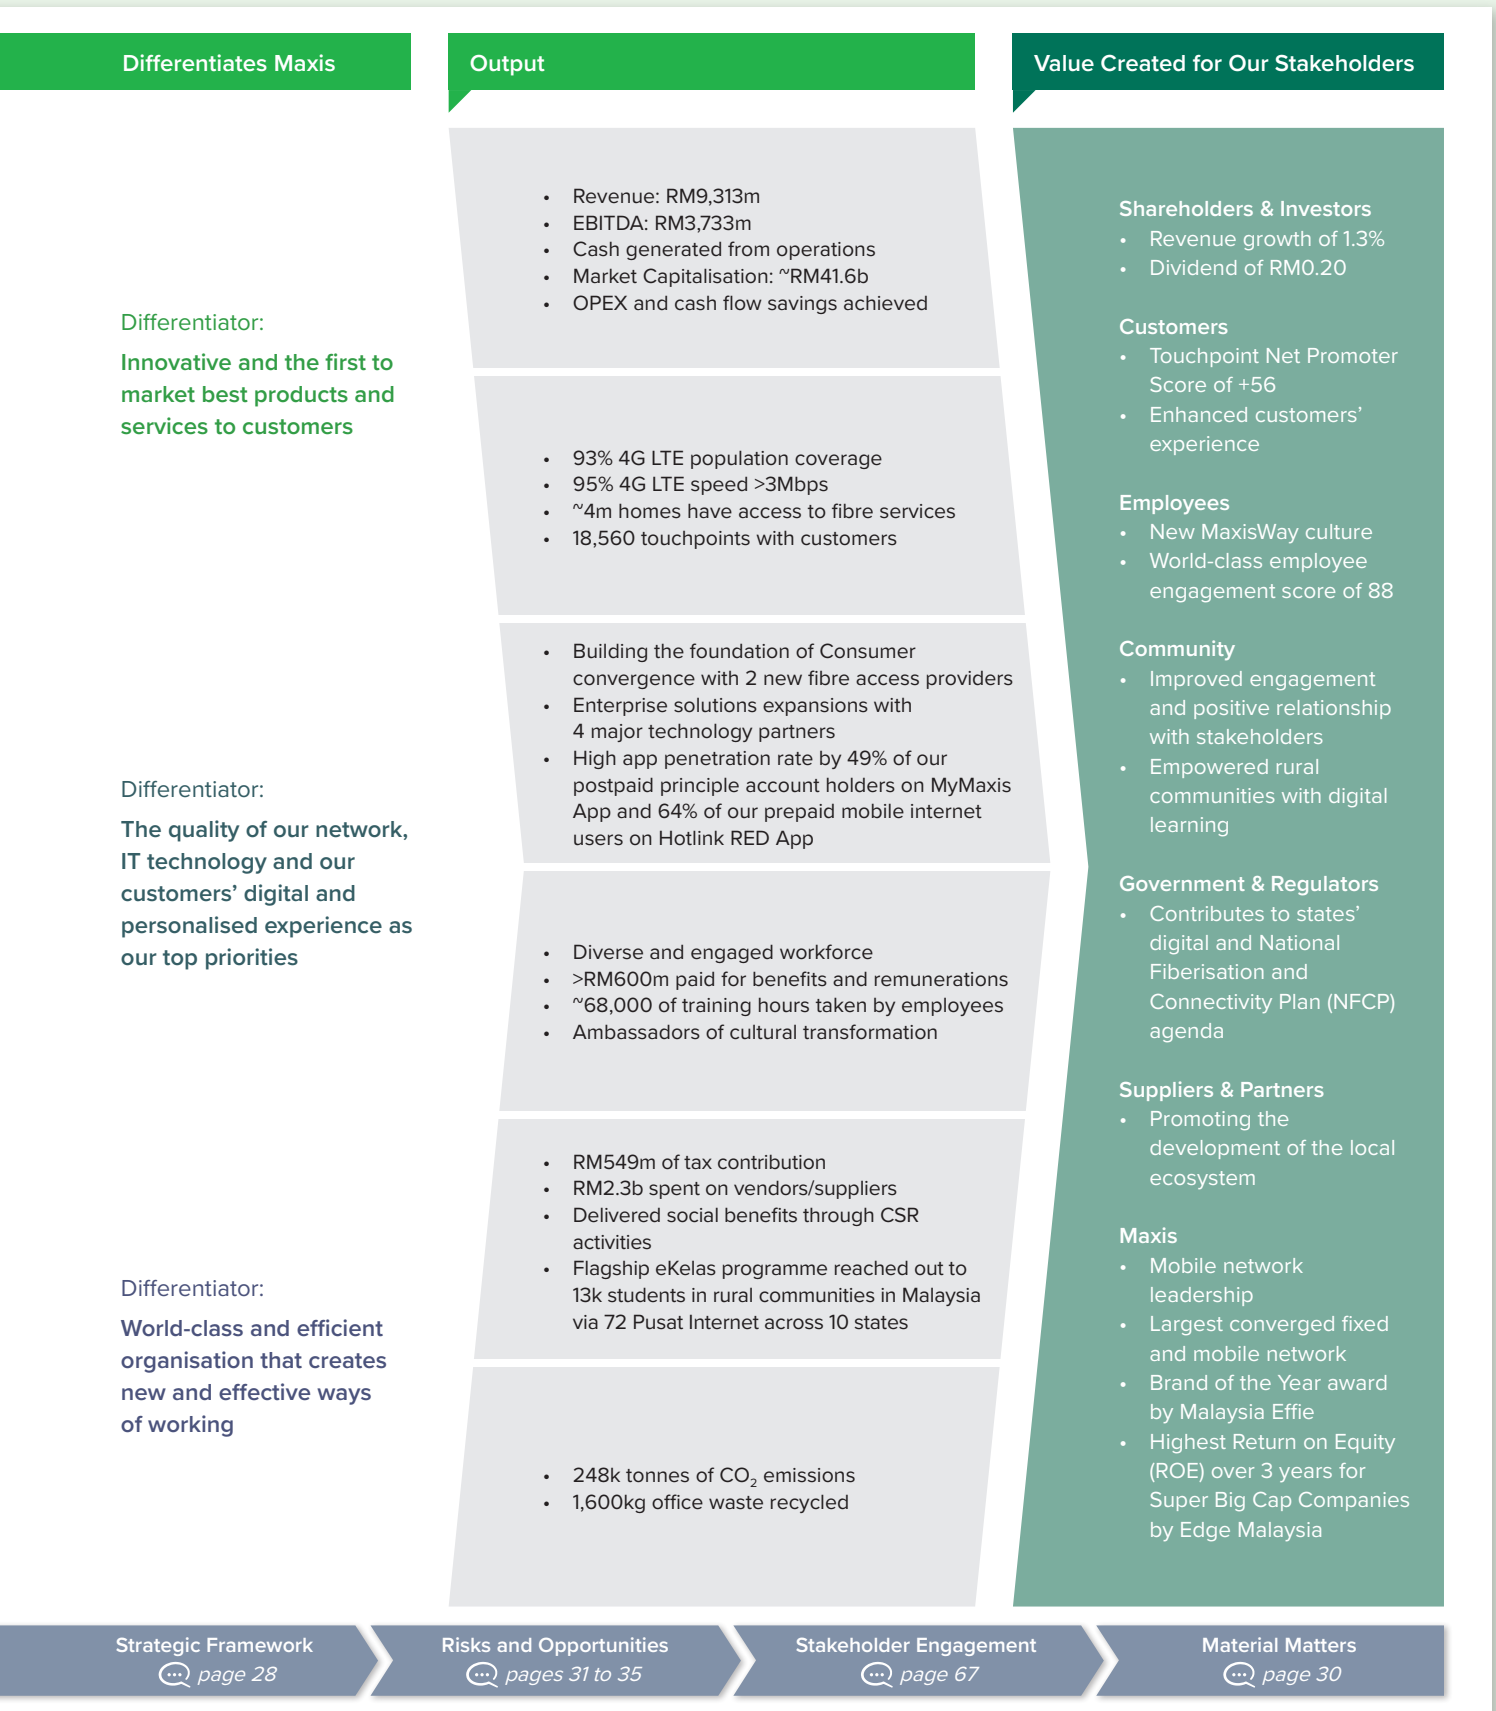 Differentiates Maxis
Differentiator:
Innovative and the first to
market best products and
services to customers
Differentiator:
The quality of our network,
IT technology and our
customers’ digital and
personalised experience as
our top priorities
Differentiator:
World-class and efficient
organisation that creates
new and effective ways
of working
Output
• Revenue: RM9,313m
• EBITDA: RM3,733m
• Cash generated from operations
• Market Capitalisation: ~RM41.6b
• OPEX and cash flow savings achieved
• 93% 4G LTE population coverage
• 95% 4G LTE speed >3Mbps
• ~4m homes have access to fibre services
• 18,560 touchpoints with customers
• Building the foundation of Consumer
convergence with 2 new fibre access providers
• Enterprise solutions expansions with
4 major technology partners
• High app penetration rate by 49% of our
postpaid principle account holders on MyMaxis
App and 64% of our prepaid mobile internet
users on Hotlink RED App
• Diverse and engaged workforce
• >RM600m paid for benefits and remunerations
• ~68,000 of training hours taken by employees
• Ambassadors of cultural transformation
• RM549m of tax contribution
• RM2.3b spent on vendors/suppliers
• Delivered social benefits through CSR
activities
• Flagship eKelas programme reached out to
13k students in rural communities in Malaysia
via 72 Pusat Internet across 10 states
• 248k tonnes of CO₂ emissions
• 1,600kg office waste recycled
Value Created for Our Stakeholders
Shareholders & Investors
• Revenue growth of 1.3%
• Dividend of RM0.20
Customers
• Touchpoint Net Promoter
Score of +56
• Enhanced customers’
experience
Employees
• New MaxisWay culture
• World-class employee
engagement score of 88
Community
• Improved engagement
and positive relationship
with stakeholders
• Empowered rural
communities with digital
learning
Government & Regulators
• Contributes to states’
digital and National
Fiberisation and
Connectivity Plan (NFCP)
agenda
Suppliers & Partners
• Promoting the
development of the local
ecosystem
Maxis
• Mobile network
leadership
• Largest converged fixed
and mobile network
• Brand of the Year award
by Malaysia Effie
• Highest Return on Equity
(ROE) over 3 years for
Super Big Cap Companies
by Edge Malaysia
Strategic Framework
page 28
Risks and Opportunities
pages 31 to 35
Stakeholder Engagement
page 67
Material Matters
page 30